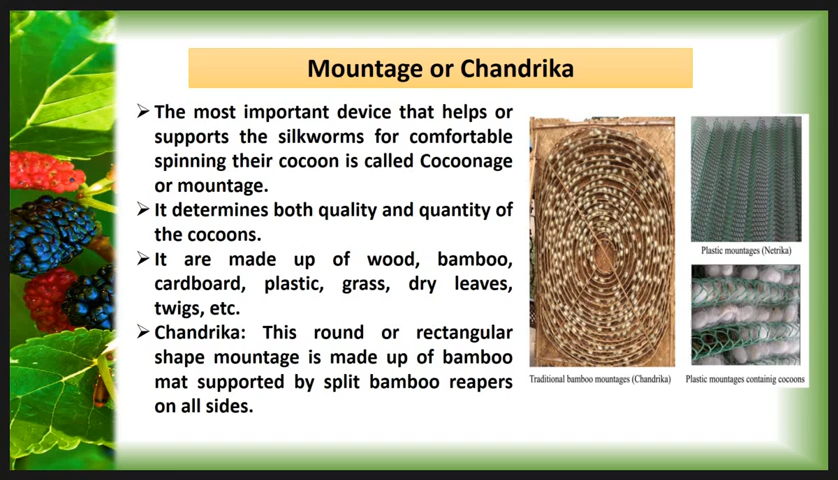 Mountage or Chandrika
➢ The most important device that helps or
supports the silkworms for comfortable
spinning their cocoon is called Cocoonage
or mountage.
➢ It determines both quality and quantity of
the cocoons.
➢ It are made up of wood, bamboo,
cardboard, plastic, grass, dry leaves,
twigs, etc.
➢ Chandrika: This round or rectangular
shape mountage is made up of bamboo
mat supported by split bamboo reapers
on all sides.
Traditional bamboo mountages (Chandrika)
Plastic mountages (Netrika)
Plastic mountages containig cocoons